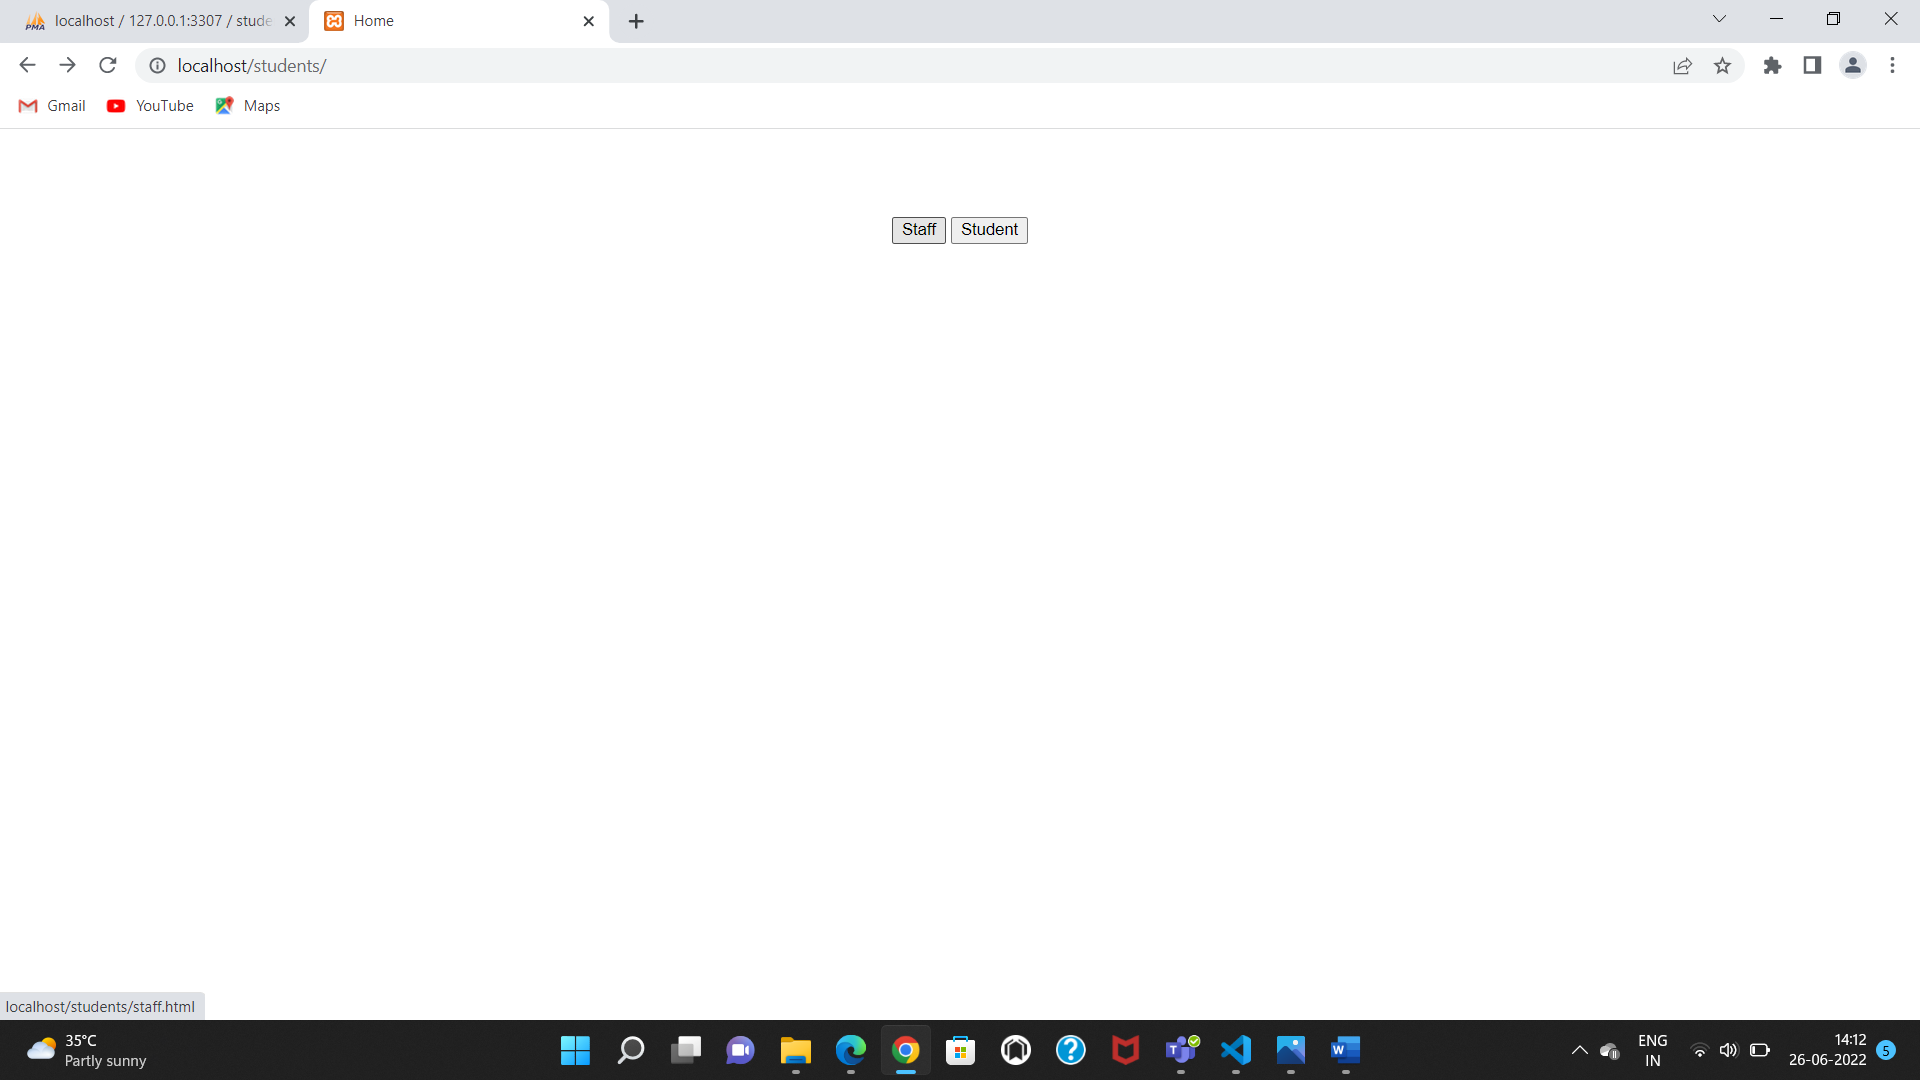 PMA localhost / 127.0.0.1:3307 / stude
Home
localhost/students/
Gmail YouTube Maps
Staff Student
localhost/students/staff.html
35°C
Partly sunny
T
W
ENG
IN
14:12
26-06-2022
5